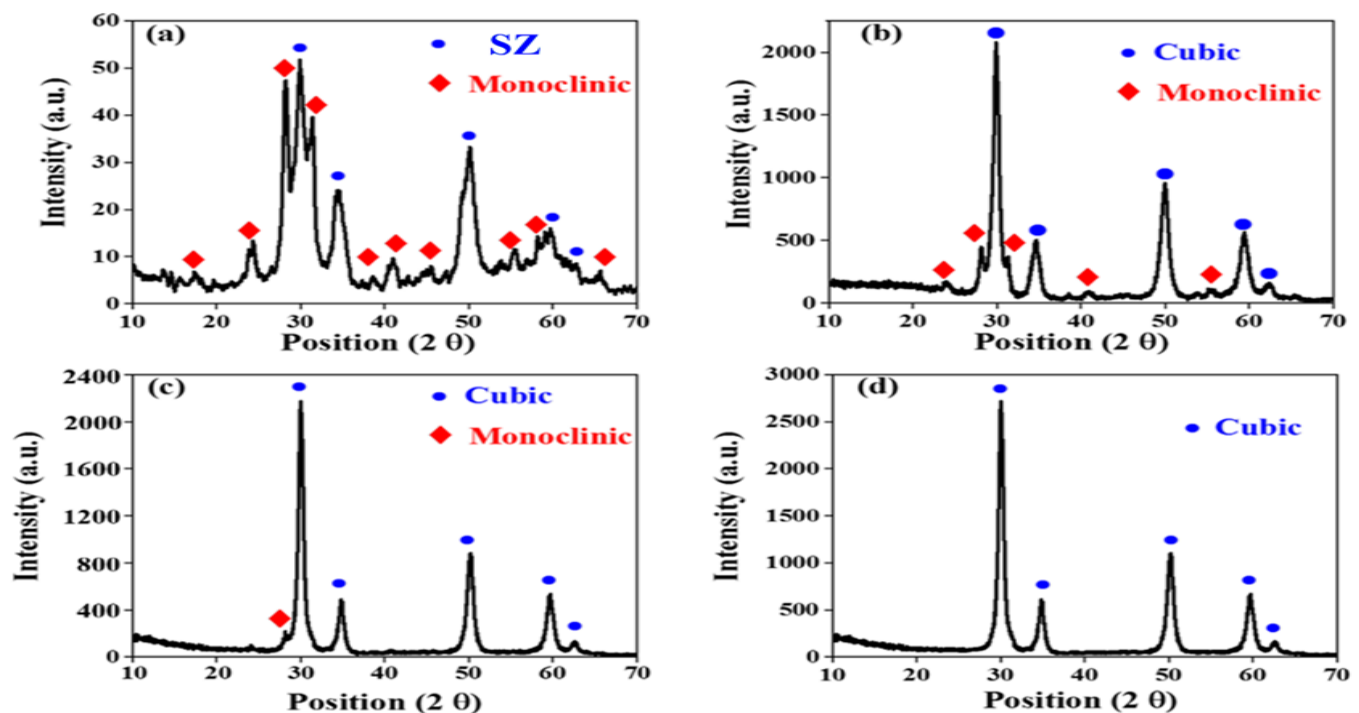 (a)
SZ
Monoclinic
Intensity (a.u.)
60
50
40
30
20
10
0
10 20 30 40 50 60 70
Position (2 θ)
(b)
Cubic
Monoclinic
Intensity (a.u.)
2000
1500
1000
500
0
10 20 30 40 50 60 70
Position (2 θ)
(c)
Cubic
Monoclinic
Intensity (a.u.)
2400
2000
1600
1200
800
400
0
10 20 30 40 50 60 70
Position (2 θ)
(d)
Cubic
Intensity (a.u.)
3000
2500
2000
1500
1000
500
0
10 20 30 40 50 60 70
Position (2 θ)